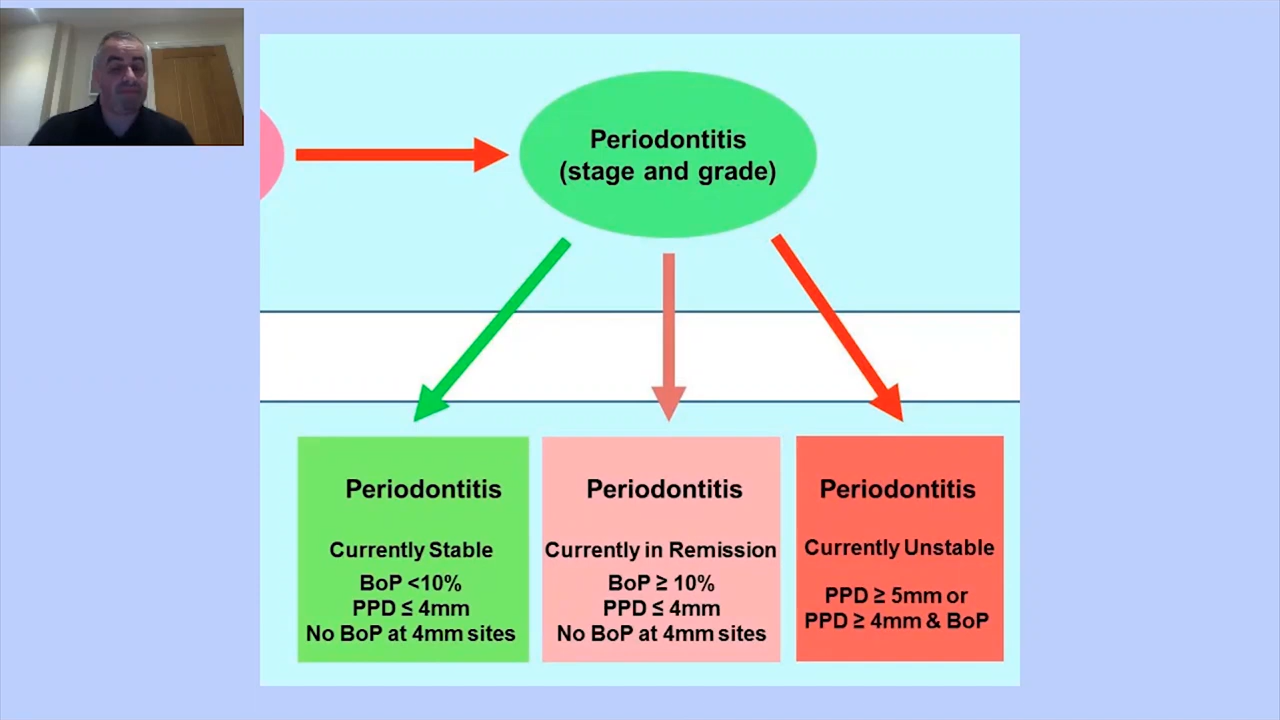 Periodontitis
(stage and grade)
Periodontitis
Currently Stable
BoP <10%
PPD ≤ 4mm
No BoP at 4mm sites
Periodontitis
Currently in Remission
BoP ≥ 10%
PPD ≤ 4mm
No BoP at 4mm sites
Periodontitis
Currently Unstable
PPD ≥ 5mm or
PPD ≥ 4mm & BoP